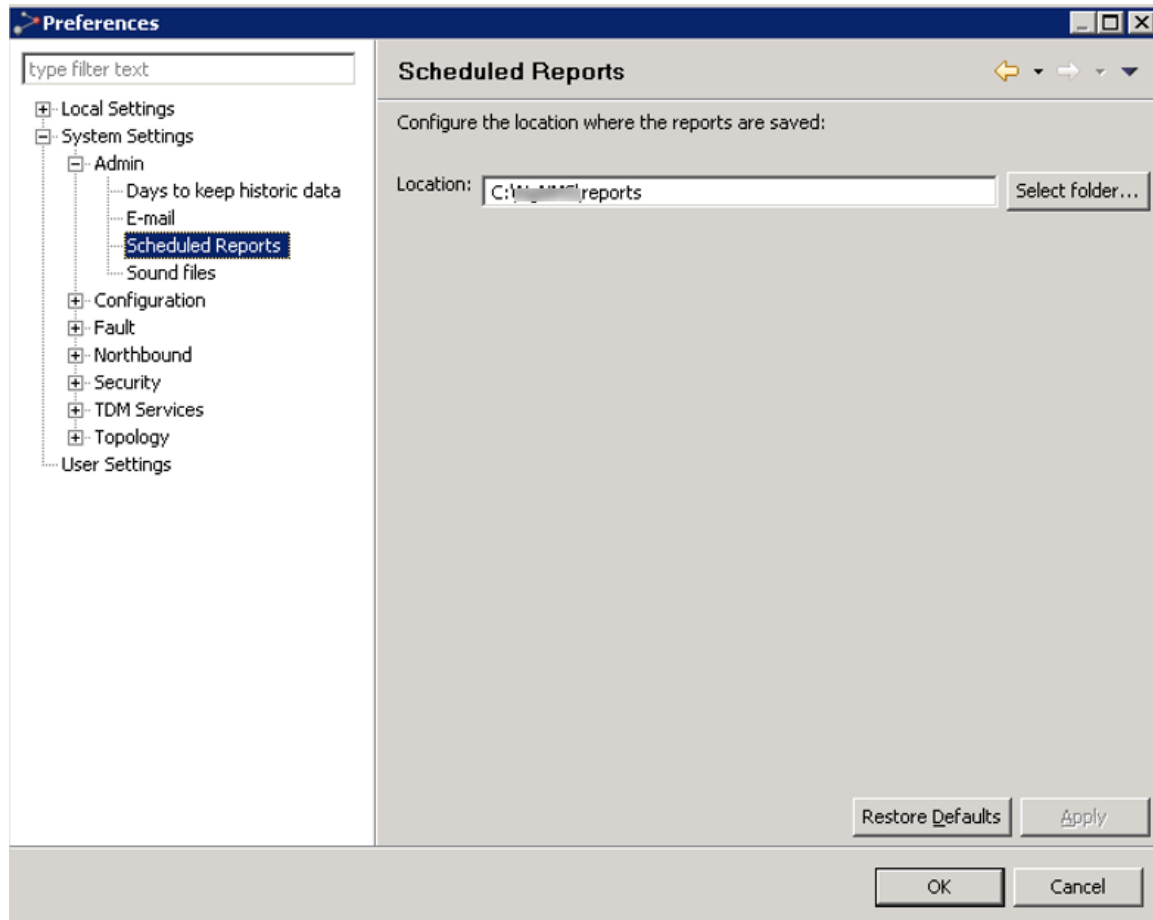 Preferences
type filter text
Local Settings
System Settings
Admin
Days to keep historic data
E-mail
Scheduled Reports
Sound files
Configuration
Fault
Northbound
Security
TDM Services
Topology
User Settings
Scheduled Reports
Configure the location where the reports are saved:
Location: C:\ \reports Select folder...
Restore Defaults Apply
OK Cancel